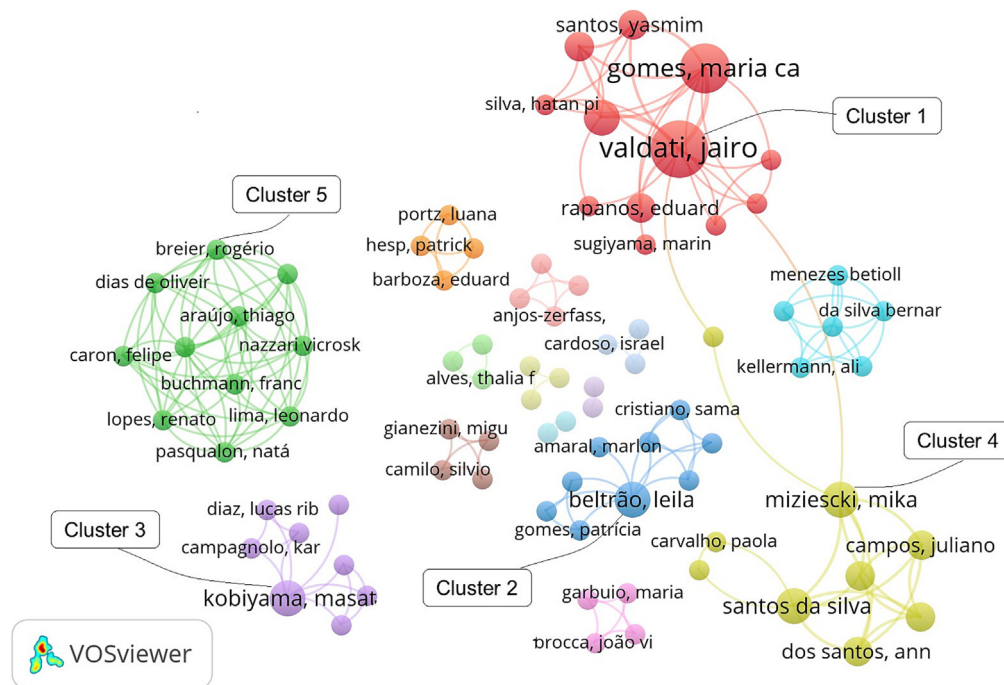 santos, yasmim
gomes, maria ca
silva, hatan pi
Cluster 1
valdati, jairo
Cluster 5
portz, luana
rapanos, eduard
breier, rogério
hesp, patrick
sugiyama, marin
dias de oliveir
barboza, eduard
menezes betioll
araújo, thiago
anjos-zerfass,
da silva bernar
caron, felipe
nazzari vicrosk
cardoso, israel
buchmann, franc
alves, thalia f
kellermann, ali
lopes, renato
lima, leonardo
cristiano, sama
gianezini, migu
amaral, marlon
Cluster 4
pasqualon, natá
camilo, silvio
beltrão, leila
miziescki, mika
diaz, lucas rib
gomes, patrícia
Cluster 3
campagnolo, kar
carvalho, paola
campos, juliano
Cluster 2
kobiyama, masat
garbuio, maria
santos da silva
brocca, joão vi
dos santos, ann
VOSviewer